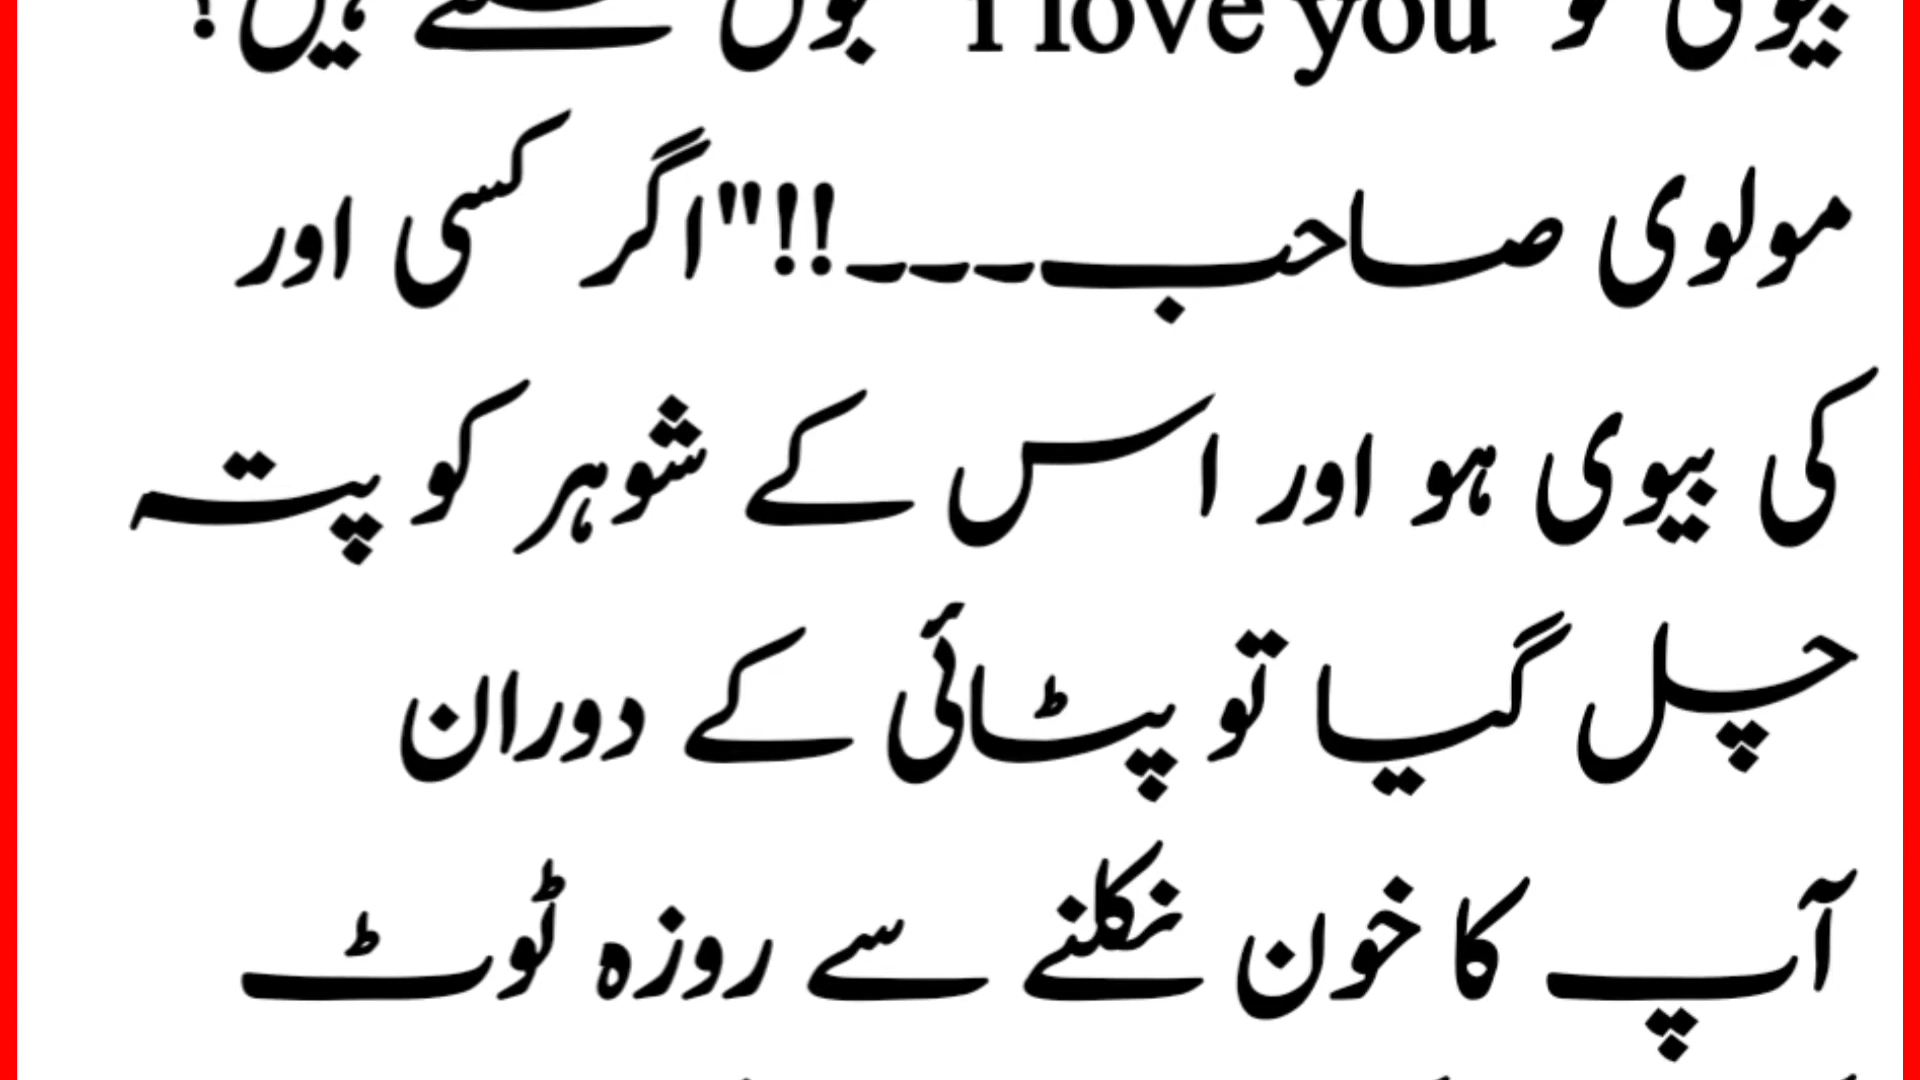 بیوی کو "i love you" بول سکتے ہیں؟
مولوی صاحب۔۔۔!!"اگر کسی اور
کی بیوی ہو اور اس کے شوہر کو پتہ
چل گیا تو پٹائی کے دوران
آپ کا خون نکلنے سے روزہ ٹوٹ